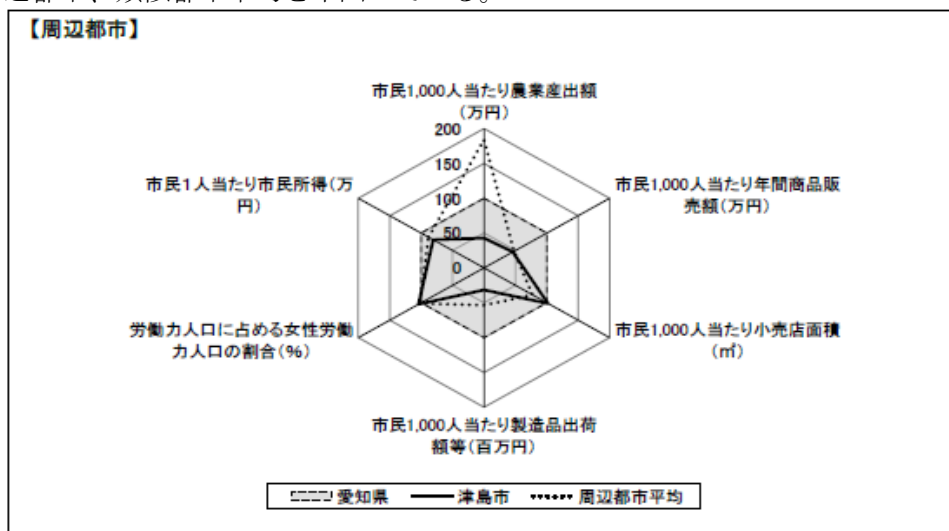 【周辺都市】
市民1,000人当たり農業産出額
(万円)
200
150
100
50
0
市民1,000人当たり年間商品販
売額(万円)
市民1,000人当たり小売店面積
(㎡)
市民1,000人当たり製造品出荷
額等(百万円)
労働力人口に占める女性労働
力人口の割合(%)
市民1人当たり市民所得(万
円)
愛知県 津島市 周辺都市平均